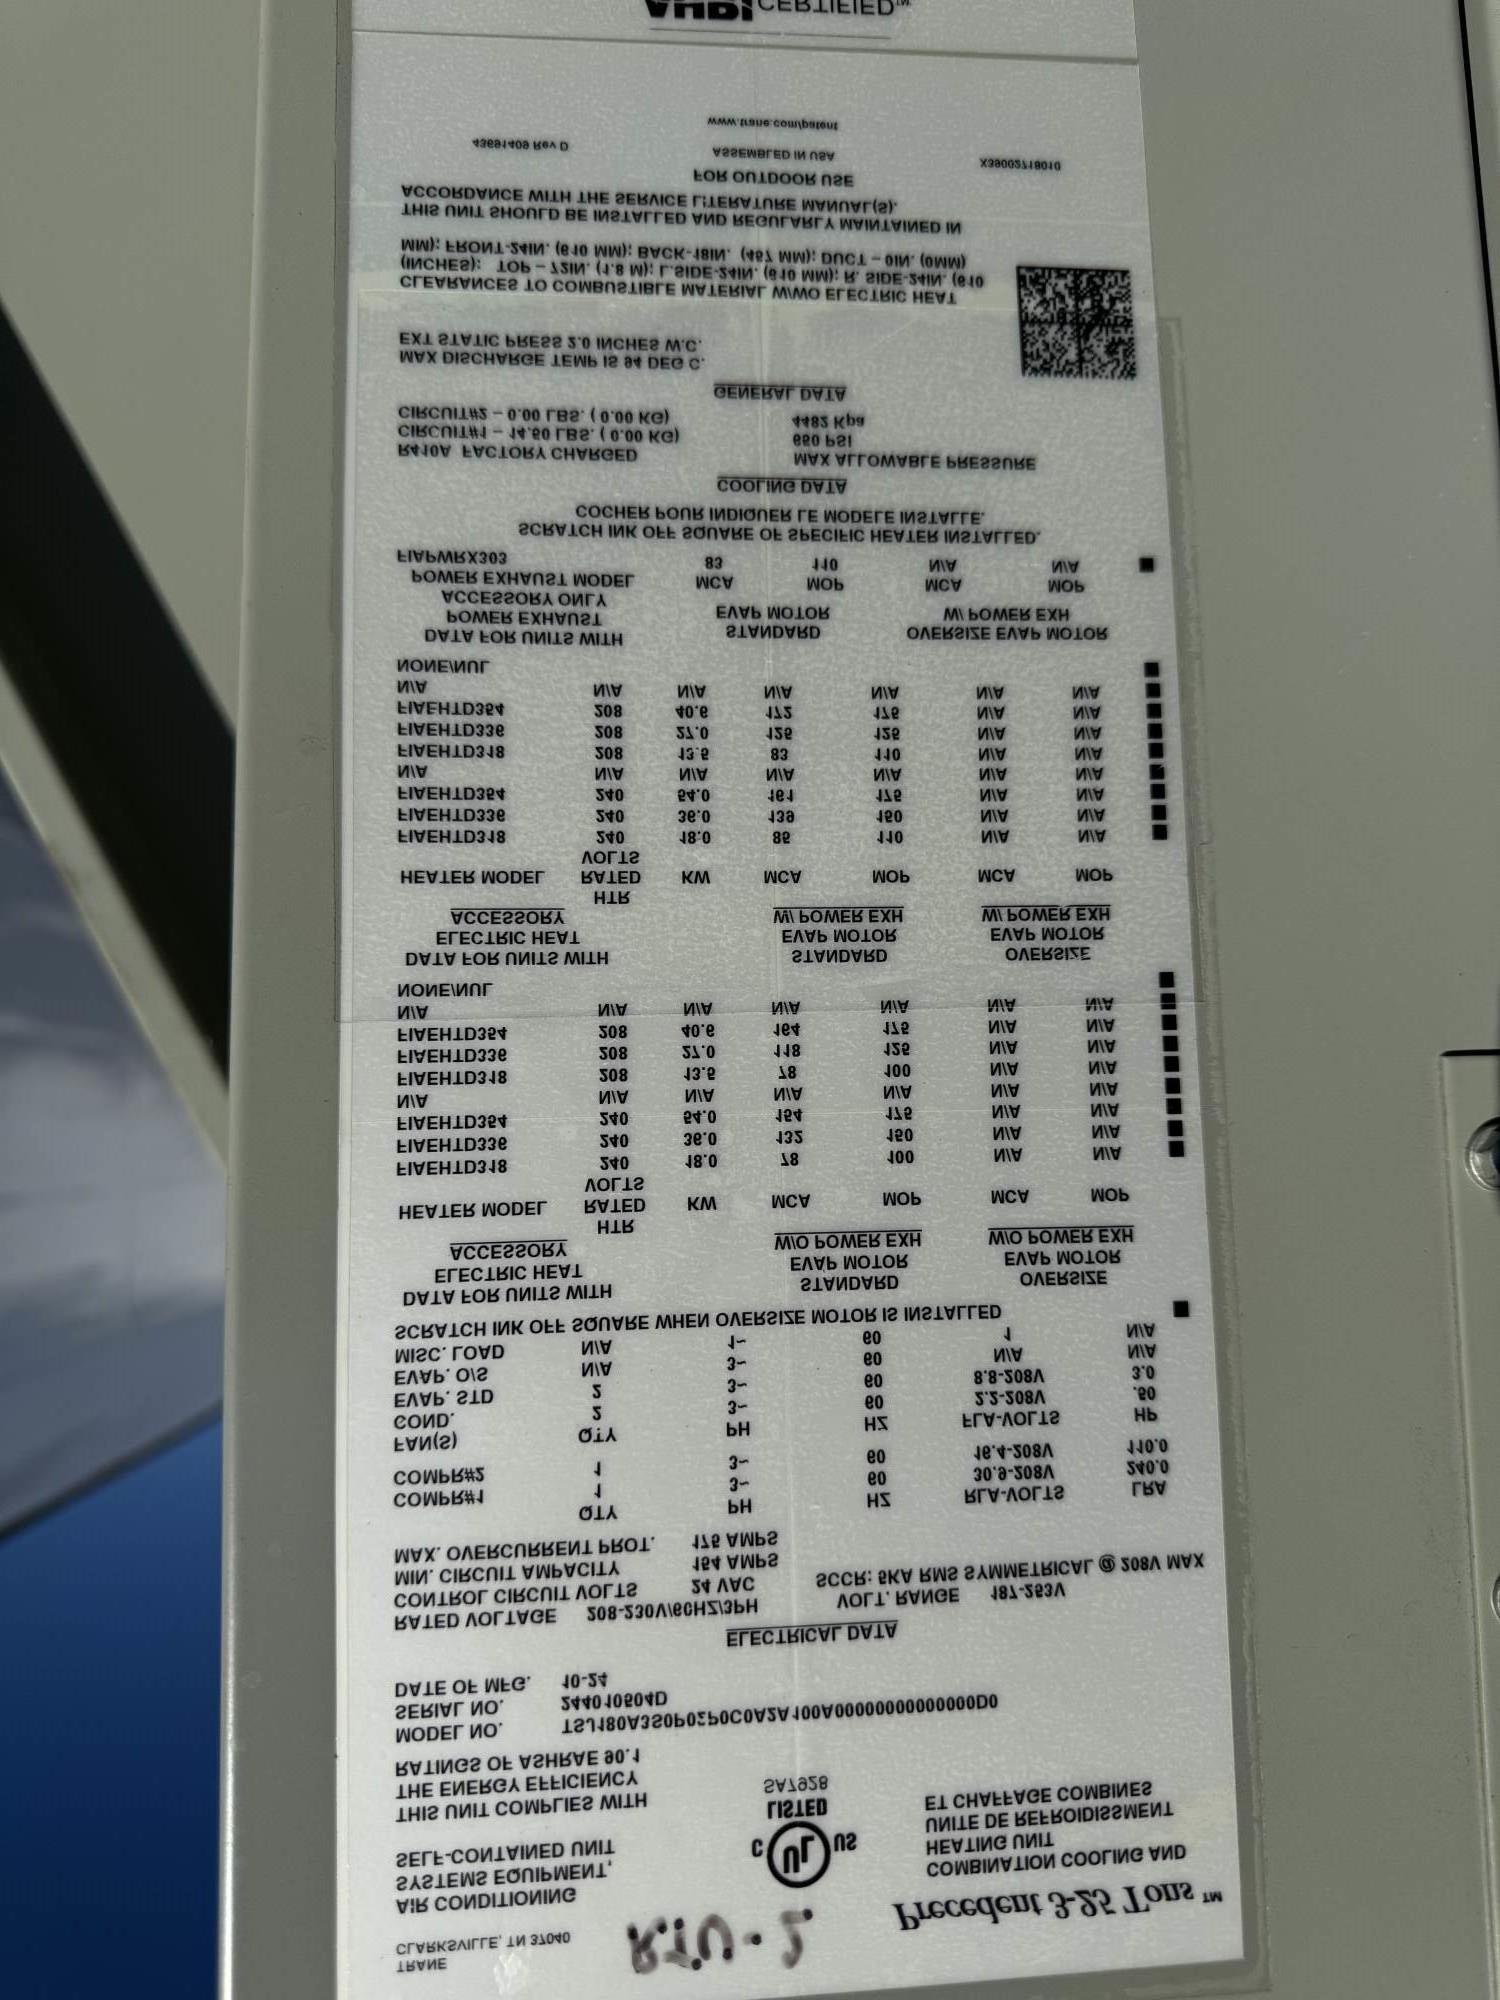 TRANE
CLARKSVILLE, TN 37040
RTU-2
Precedent 3-25 Tons ™
AIR CONDITIONING
SYSTEMS EQUIPMENT,
SELF-CONTAINED UNIT
C UL US
LISTED
SA7928
COMBINATION COOLING AND
HEATING UNIT
UNITE DE REFROIDISSMENT
ET CHAFFAGE COMBINES
THIS UNIT COMPLIES WITH
THE ENERGY EFFICIENCY
RATINGS OF ASHRAE 90.1
MODEL NO.
SERIAL NO. 244010504D
DATE OF MFG. 10-24
ELECTRICAL DATA
RATED VOLTAGE 208-230V/60HZ/3PH VOLT. RANGE 187-253V
CONTROL CIRCUIT VOLTS 24 VAC SCCR: 5KA RMS SYMMETRICAL @ 208V MAX
MIN. CIRCUIT AMPACITY 154 AMPS
MAX. OVERCURRENT PROT. 175 AMPS
QTY PH HZ RLA-VOLTS LRA
COMPR#1 1 3~ 60 30.9-208V 240.0
COMPR#2 1 3~ 60 16.4-208V 110.0
FAN(S) QTY PH HZ FLA-VOLTS HP
COND. 2 3~ 60 2.2-208V .50
EVAP. STD 2 3~ 60 8.8-208V 3.0
EVAP. O/S N/A 3~ 60 N/A N/A
MISC. LOAD N/A 1~ 60 1 N/A
SCRATCH INK OFF SQUARE WHEN OVERSIZE MOTOR IS INSTALLED
DATA FOR UNITS WITH STANDARD OVERSIZE
ELECTRIC HEAT EVAP MOTOR EVAP MOTOR
ACCESSORY W/O POWER EXH W/O POWER EXH
HTR
HEATER MODEL RATED KW MCA MOP MCA MOP
VOLTS
FIAEHTD318 240 18.0 78 100 N/A N/A
FIAEHTD336 240 36.0 132 150 N/A N/A
FIAEHTD354 240 54.0 154 175 N/A N/A
N/A N/A N/A N/A N/A N/A N/A
FIAEHTD318 208 13.5 78 100 N/A N/A
FIAEHTD336 208 27.0 118 125 N/A N/A
FIAEHTD354 208 40.6 164 175 N/A N/A
N/A N/A N/A N/A N/A N/A N/A
NONE/NUL
DATA FOR UNITS WITH STANDARD OVERSIZE
ELECTRIC HEAT EVAP MOTOR EVAP MOTOR
ACCESSORY W/ POWER EXH W/ POWER EXH
HTR
HEATER MODEL RATED KW MCA MOP MCA MOP
VOLTS
FIAEHTD318 240 18.0 85 110 N/A N/A
FIAEHTD336 240 36.0 139 150 N/A N/A
FIAEHTD354 240 54.0 161 175 N/A N/A
N/A N/A N/A N/A N/A N/A N/A
FIAEHTD318 208 13.5 83 110 N/A N/A
FIAEHTD336 208 27.0 125 125 N/A N/A
FIAEHTD354 208 40.6 172 175 N/A N/A
N/A N/A N/A N/A N/A N/A N/A
NONE/NUL
DATA FOR UNITS WITH STANDARD OVERSIZE EVAP MOTOR
POWER EXHAUST EVAP MOTOR W/ POWER EXH
ACCESSORY ONLY
POWER EXHAUST MODEL MCA MOP MCA MOP
FIAPWRX303 83 110 N/A N/A
SCRATCH INK OFF SQUARE OF SPECIFIC HEATER INSTALLED.
COCHER POUR INDIQUER LE MODELE INSTALLE.
COOLING DATA
R410A FACTORY CHARGED MAX ALLOWABLE PRESSURE
CIRCUIT#1 – 14.60 LBS. ( 0.00 KG) 650 PSI
CIRCUIT#2 – 0.00 LBS. ( 0.00 KG) 4482 Kpa
GENERAL DATA
MAX DISCHARGE TEMP IS 94 DEG C.
EXT STATIC PRESS 2.0 INCHES W.C.
CLEARANCES TO COMBUSTIBLE MATERIAL W/WO ELECTRIC HEAT
(INCHES): TOP – 72IN. (1.8 M); L.SIDE-24IN. (610 MM); R. SIDE-24IN. (610
MM); FRONT-24IN. (610 MM); BACK-18IN. (457 MM); DUCT – 0IN. (0MM)
THIS UNIT SHOULD BE INSTALLED AND REGULARLY MAINTAINED IN
ACCORDANCE WITH THE SERVICE LITERATURE MANUAL(S).
FOR OUTDOOR USE
43691409 Rev D ASSEMBLED IN USA X39002719010
www.trane.com/patent
AHRI CERTIFIED™